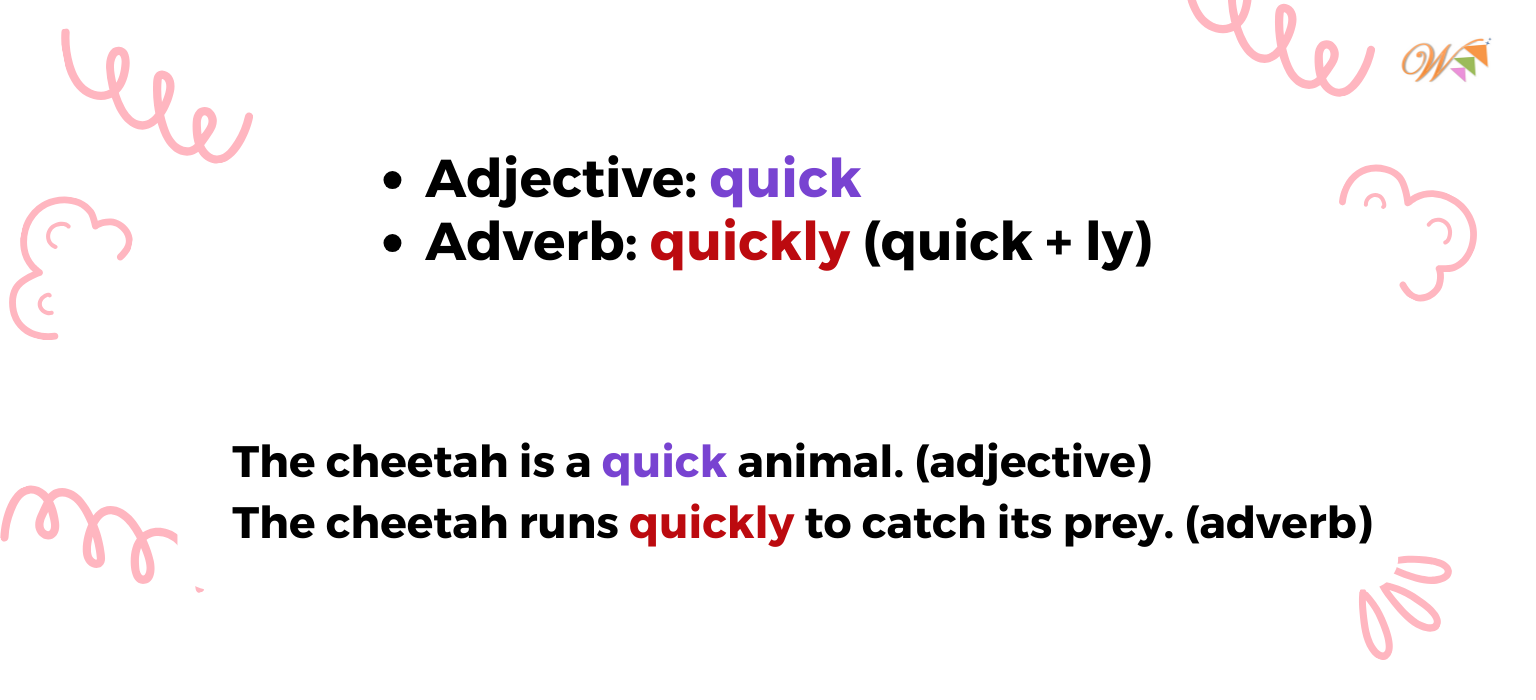 • Adjective: quick
• Adverb: quickly (quick + ly)
The cheetah is a quick animal. (adjective)
The cheetah runs quickly to catch its prey. (adverb)
W